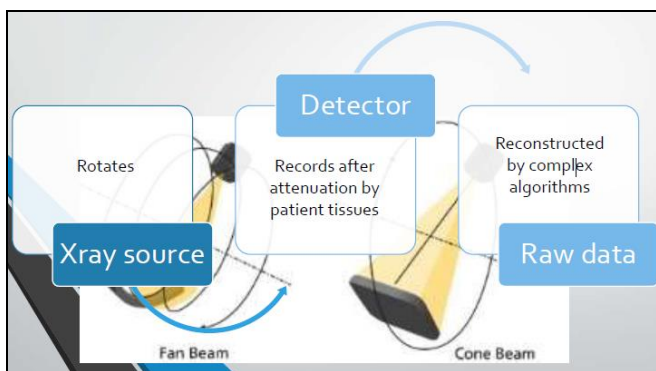 Rotates
Xray source
Detector
Records after
attenuation by
patient tissues
Reconstructed
by complex
algorithms
Raw data
Fan Beam
Cone Beam